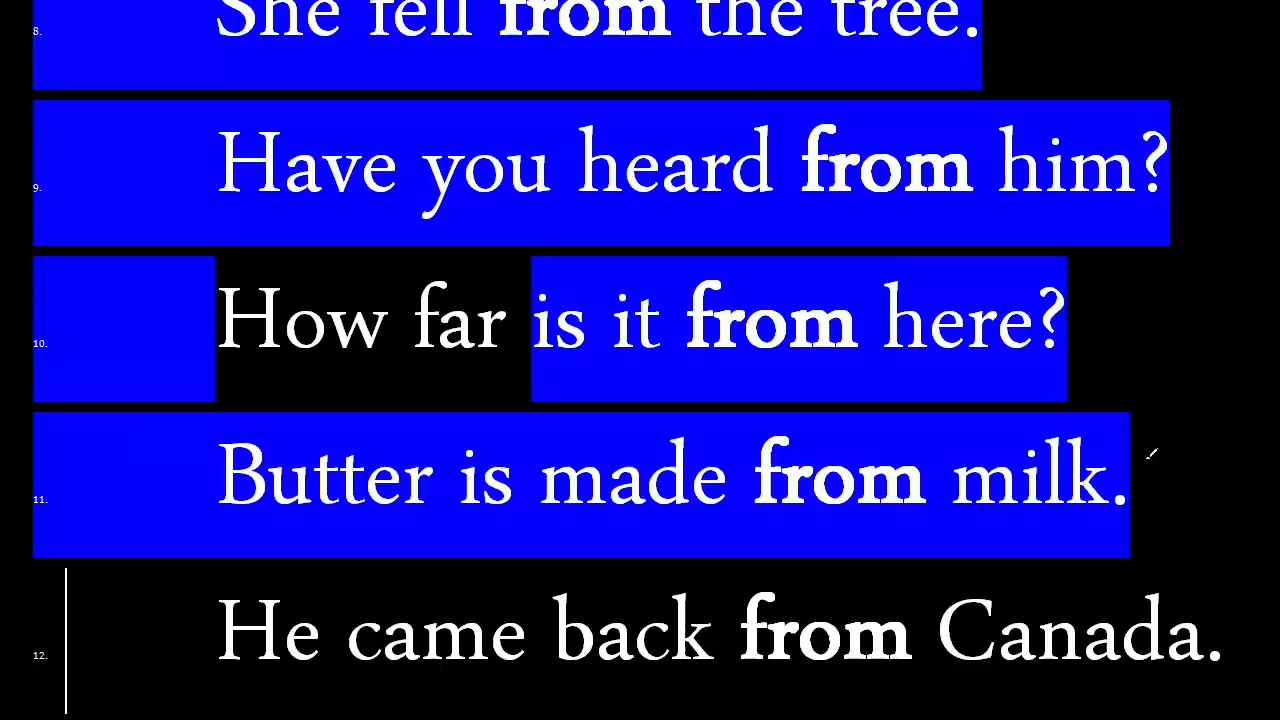 8. She fell from the tree.
9. Have you heard from him?
10. How far is it from here?
11. Butter is made from milk.
12. He came back from Canada.